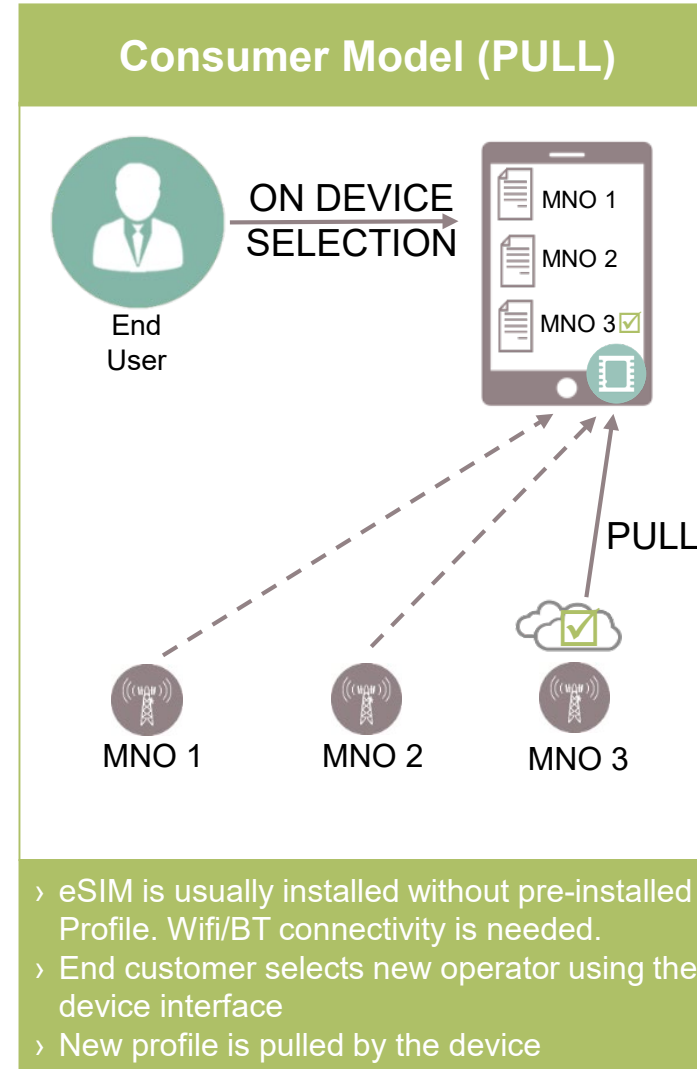 Consumer Model (PULL)
ON DEVICE
SELECTION
End
User
MNO 1
MNO 2
MNO 3
PULL
MNO 1
MNO 2
MNO 3
› eSIM is usually installed without pre-installed
Profile. Wifi/BT connectivity is needed.
› End customer selects new operator using the
device interface
› New profile is pulled by the device